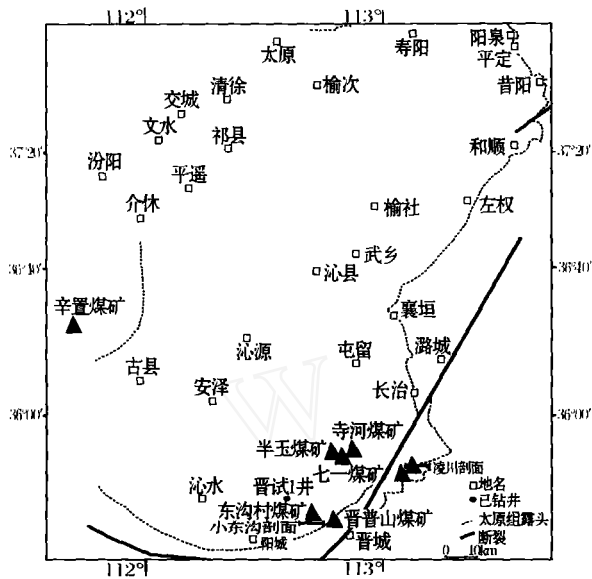 112°
113°
太原
寿阳
阳泉
平定
昔阳
清徐
榆次
交城
文水
祁县
和顺
37°20′
37°20′
汾阳
平遥
介休
榆社
左权
武乡
36°40′
沁县
36°40′
辛置煤矿
襄垣
沁源
屯留
潞城
古县
安泽
长治
36°00′
36°00′
寺河煤矿
半玉煤矿
七一煤矿
凌川剖面
沁水
晋试1井
地名
已钻井
东沟村煤矿
晋普山煤矿
太原组露头
小东沟剖面
阳城
晋城
断裂
0 10km
112°
113°
W